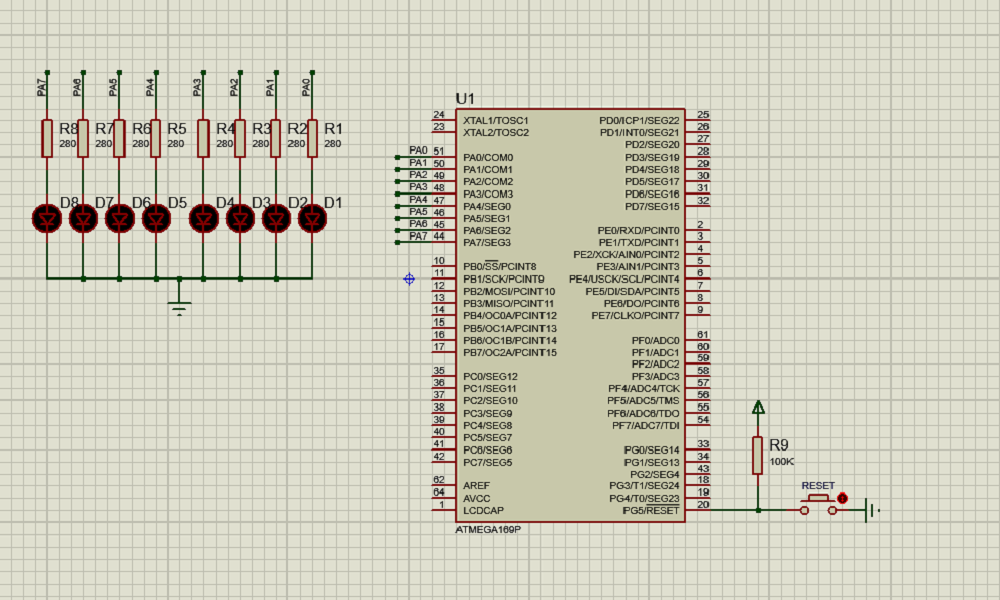 PA7 PA6 PA5 PA4 PA3 PA2 PA1 PA0
R8 R7 R6 R5 R4 R3 R2 R1
280 280 280 280 280 280 280 280
D8 D7 D6 D5 D4 D3 D2 D1
U1
24 XTAL1/TOSC1 PD0/ICP1/SEG22 25
23 XTAL2/TOSC2 PD1/INT0/SEG21 26
PD2/SEG20 27
PA0 51 PA0/COM0 PD3/SEG19 28
PA1 50 PA1/COM1 PD4/SEG18 29
PA2 49 PA2/COM2 PD5/SEG17 30
PA3 48 PA3/COM3 PD6/SEG16 31
PA4 47 PA4/SEG0 PD7/SEG15 32
PA5 46 PA5/SEG1
PA6 45 PA6/SEG2 PE0/RXD/PCINT0 2
PA7 44 PA7/SEG3 PE1/TXD/PCINT1 3
PE2/XCK/AIN0/PCINT2 4
10 PB0/SS/PCINT8 PE3/AIN1/PCINT3 5
11 PB1/SCK/PCINT9 PE4/USCK/SCL/PCINT4 6
12 PB2/MOSI/PCINT10 PE5/DI/SDA/PCINT5 7
13 PB3/MISO/PCINT11 PE6/DO/PCINT6 8
14 PB4/OC0A/PCINT12 PE7/CLKO/PCINT7 9
15 PB5/OC1A/PCINT13
16 PB6/OC1B/PCINT14 PF0/ADC0 61
17 PB7/OC2A/PCINT15 PF1/ADC1 60
PF2/ADC2 59
35 PC0/SEG12 PF3/ADC3 58
36 PC1/SEG11 PF4/ADC4/TCK 57
37 PC2/SEG10 PF5/ADC5/TMS 56
38 PC3/SEG9 PF6/ADC6/TDO 55
39 PC4/SEG8 PF7/ADC7/TDI 54
40 PC5/SEG7
41 PC6/SEG6 PG0/SEG14 33
42 PC7/SEG5 PG1/SEG13 34
PG2/SEG4 43
62 AREF PG3/T1/SEG24 18
64 AVCC PG4/T0/SEG23 19
1 LCDCAP PG5/RESET 20
ATMEGA169P
R9
100K
RESET